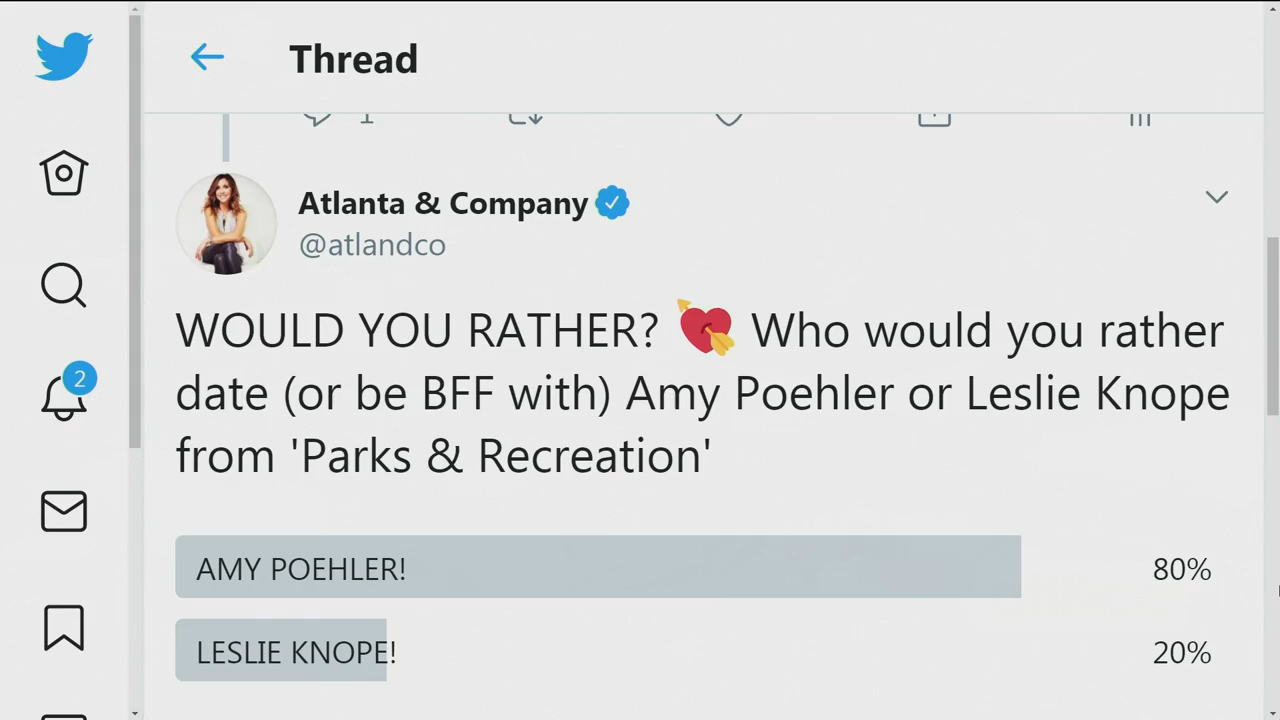 Thread
1
Atlanta & Company
@atlandco
WOULD YOU RATHER? 💘 Who would you rather
date (or be BFF with) Amy Poehler or Leslie Knope
from 'Parks & Recreation'
2
AMY POEHLER! 80%
LESLIE KNOPE! 20%